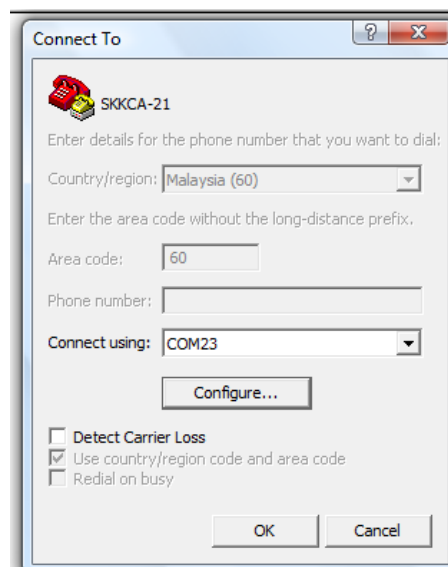 Connect To
SKKCA-21
Enter details for the phone number that you want to dial:
Country/region: Malaysia (60)
Enter the area code without the long-distance prefix.
Area code: 60
Phone number:
Connect using: COM23
Configure...
Detect Carrier Loss
Use country/region code and area code
Redial on busy
OK Cancel